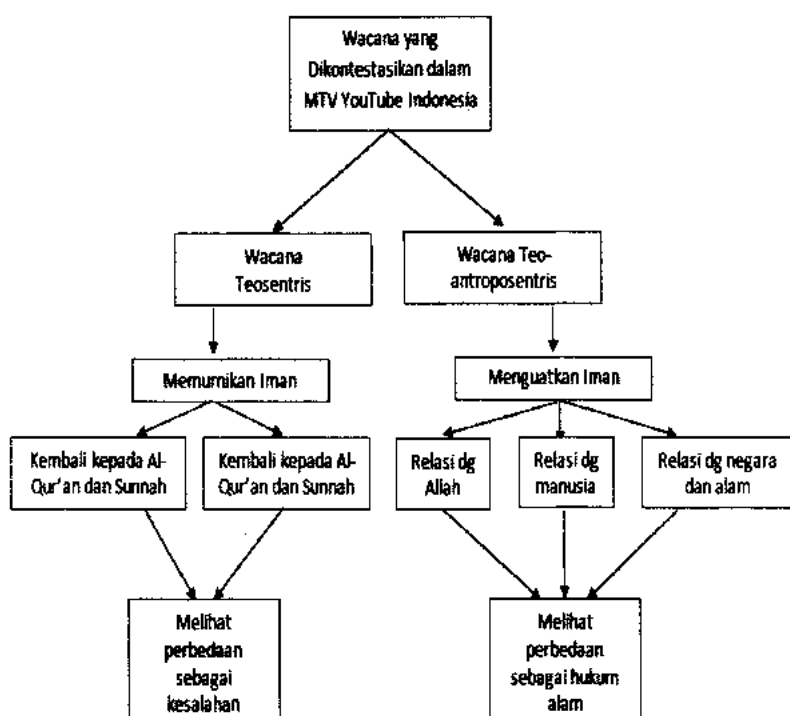 Wacana yang
Dikontestasikan dalam
MTV YouTube Indonesia
Wacana
Teosentris
Wacana Teo-
antroposentris
Memurnikan Iman
Menguatkan Iman
Kembali kepada Al-
Qur'an dan Sunnah
Kembali kepada Al-
Qur'an dan Sunnah
Relasi dg
Allah
Relasi dg
manusia
Relasi dg negara
dan alam
Melihat
perbedaan
sebagai
kesalahan
Melihat
perbedaan
sebagai hukum
alam